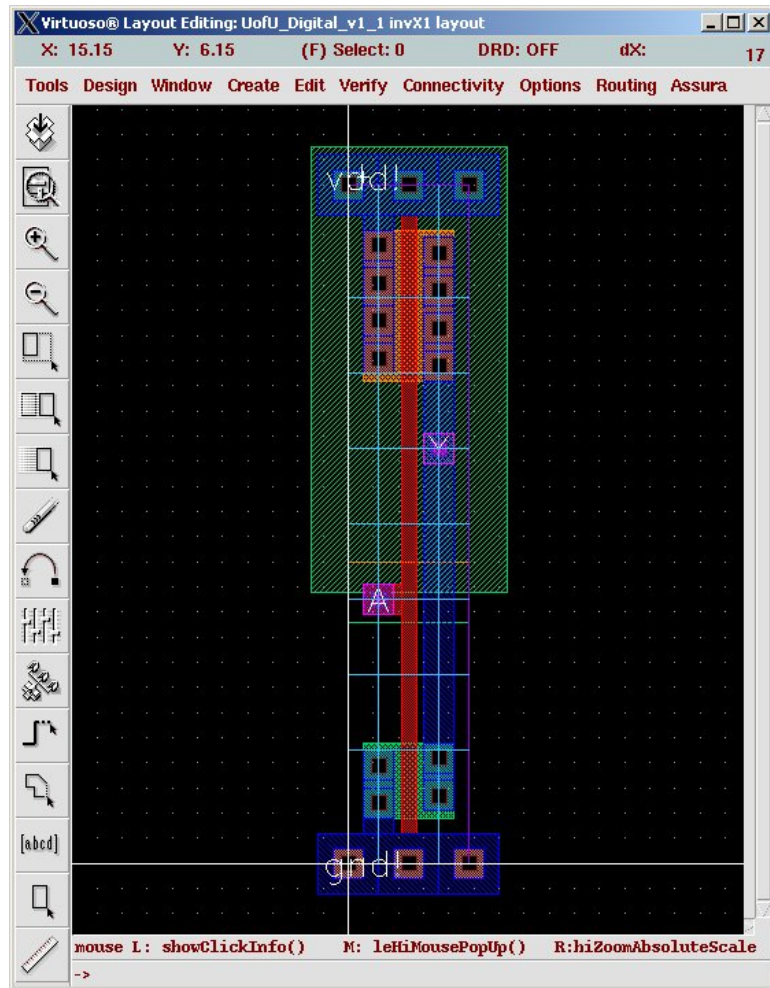 Virtuoso® Layout Editing: UofU_Digital_v1_1 invX1 layout
X: 15.15 Y: 6.15 (F) Select: 0 DRD: OFF dX: 17
Tools Design Window Create Edit Verify Connectivity Options Routing Assura
vdd!
Y
A
[abcd]
gnd!
mouse L: showClickInfo() M: leHiMousePopUp() R:hiZoomAbsoluteScale
->